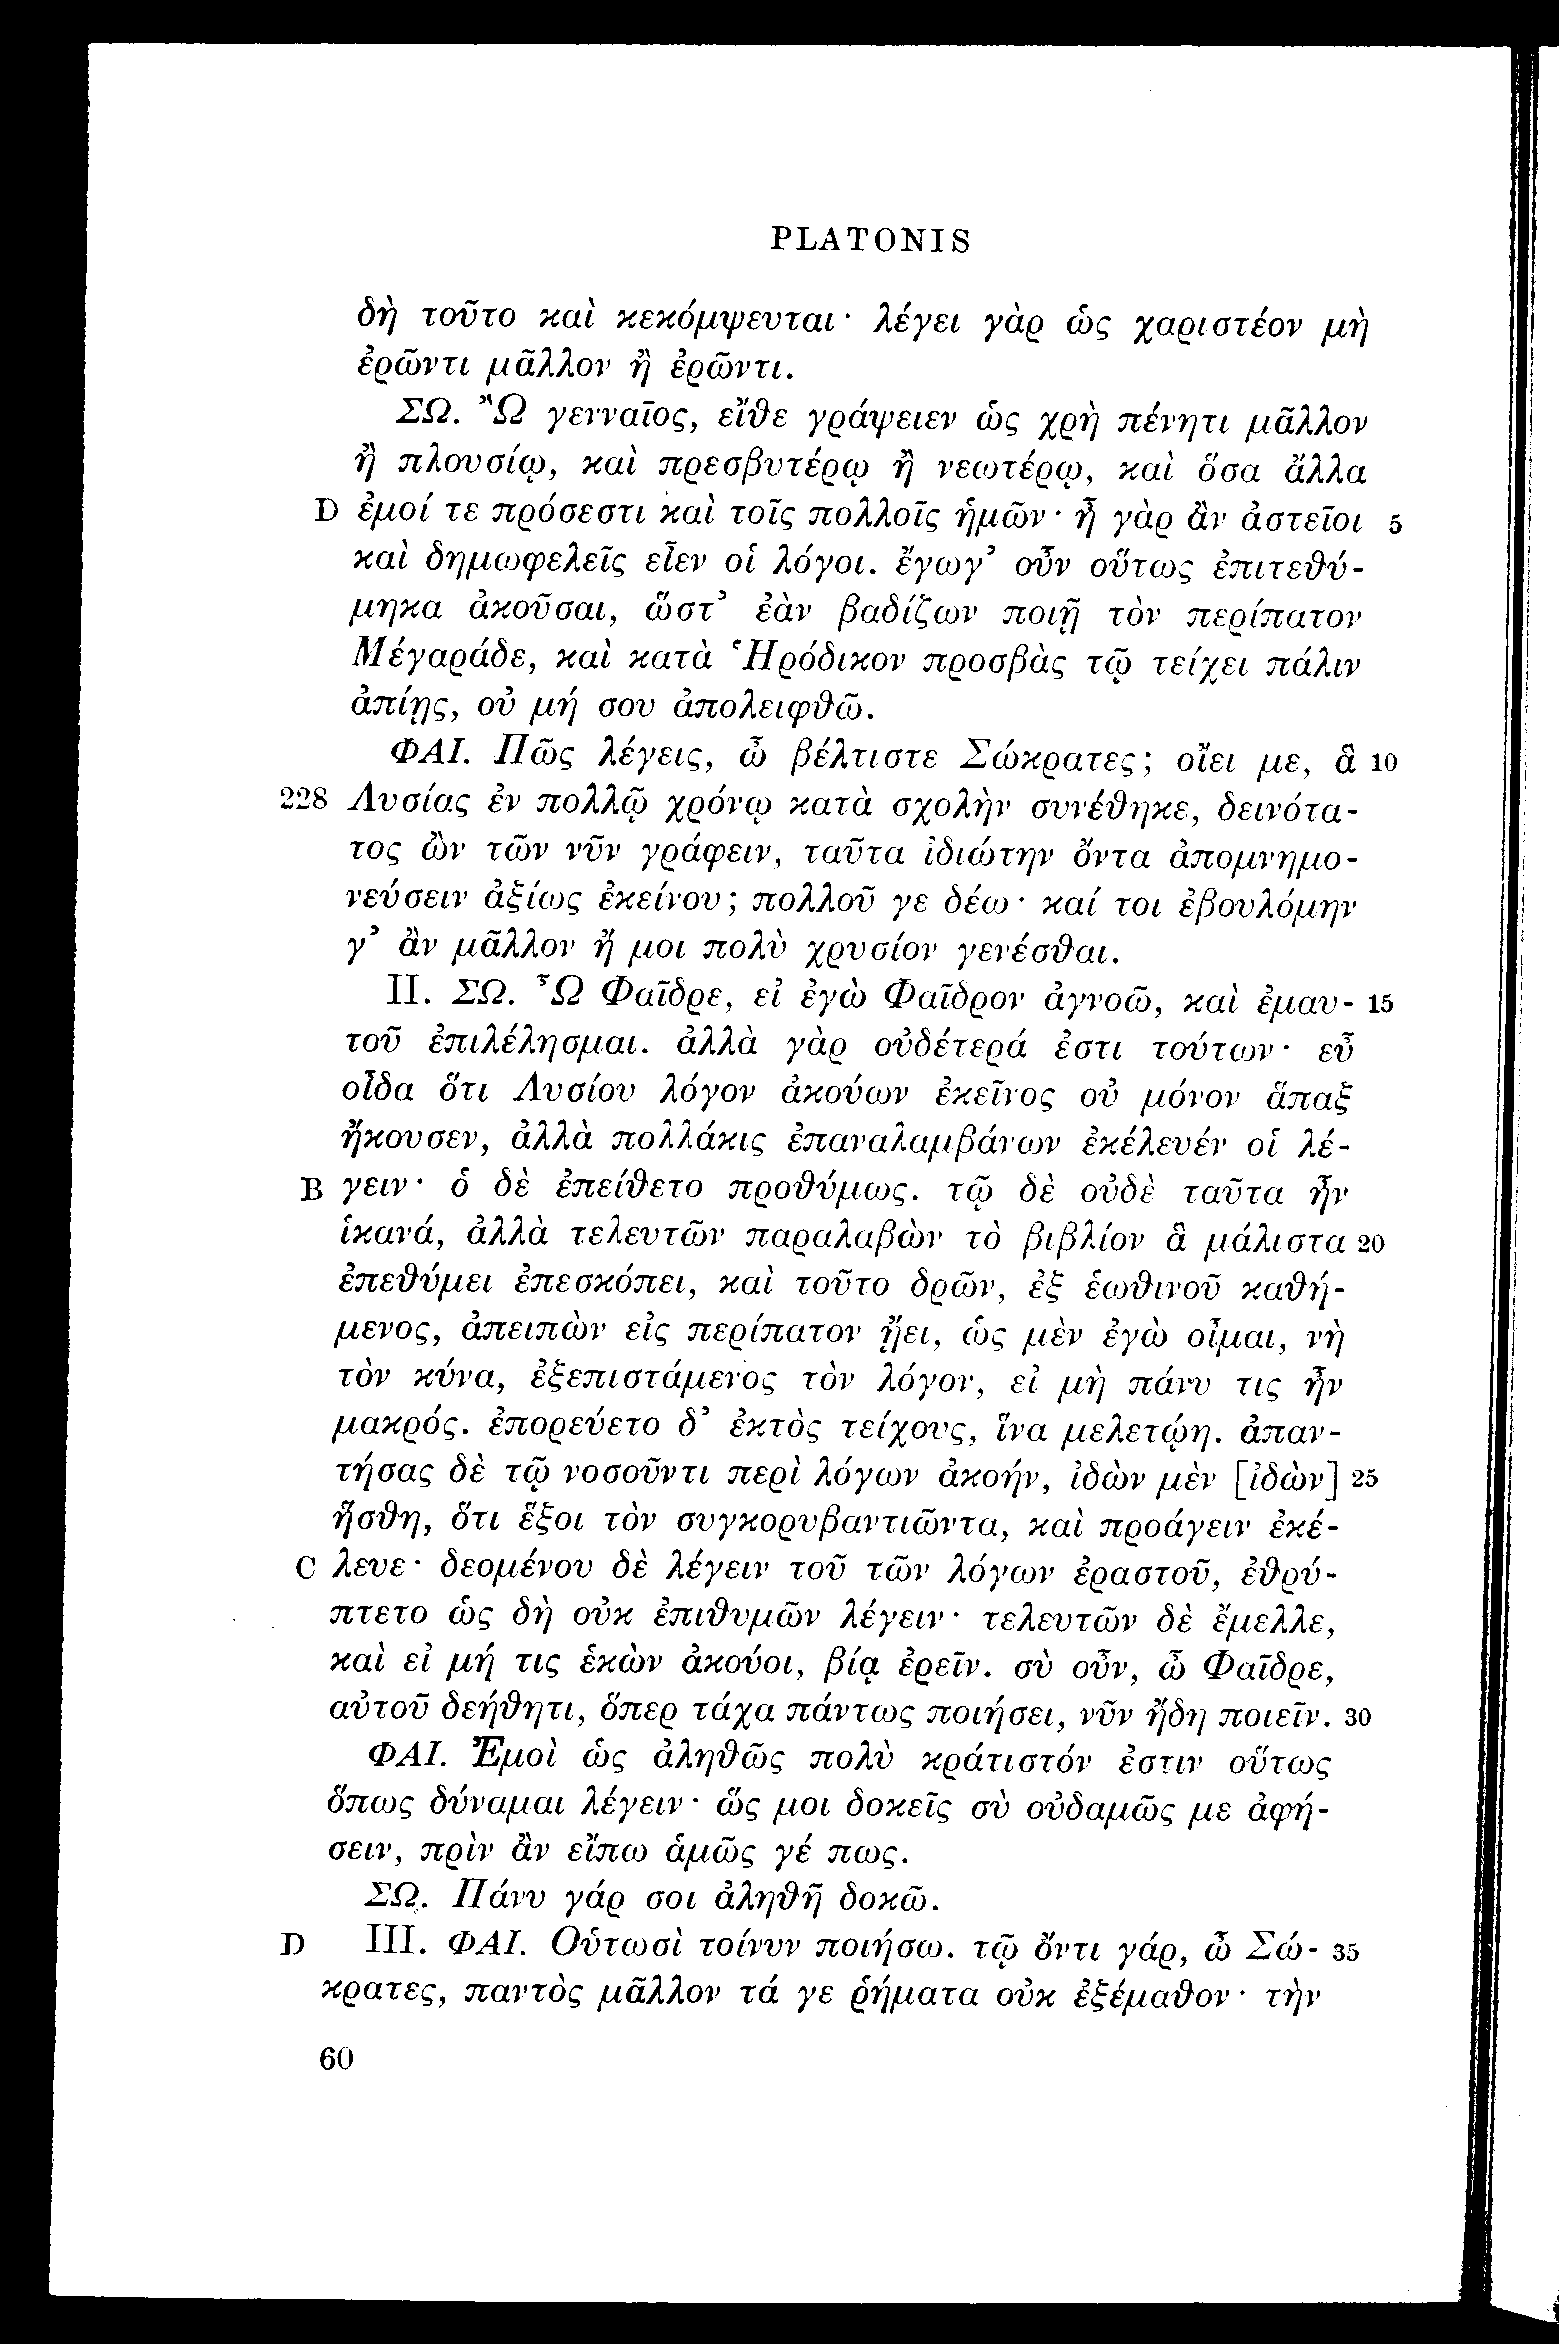 PLATONIS
δὴ τοῦτο καὶ κεκόμψευται· λέγει γὰρ ὡς χαριστέον μὴ
ἐρῶντι μᾶλλον ἢ ἐρῶντι.
ΣΩ. Ὢ γενναῖος, εἴθε γράψειεν ὡς χρὴ πένητι μᾶλλον
ἢ πλουσίῳ, καὶ πρεσβυτέρῳ ἢ νεωτέρῳ, καὶ ὅσα ἄλλα
D ἐμοί τε πρόσεστι καὶ τοῖς πολλοῖς ἡμῶν· ἦ γὰρ ἂν ἀστεῖοι 5
καὶ δημωφελεῖς εἶεν οἱ λόγοι. ἔγωγ’ οὖν οὕτως ἐπιτεθύ-
μηκα ἀκοῦσαι, ὥστ’ ἐὰν βαδίζων ποιῇ τὸν περίπατον
Μέγαράδε, καὶ κατὰ Ἡρόδικον προσβὰς τῷ τείχει πάλιν
ἀπίῃς, οὐ μή σου ἀπολειφθῶ.
ΦΑΙ. Πῶς λέγεις, ὦ βέλτιστε Σώκρατες; οἴει με, ἃ 10
228 Λυσίας ἐν πολλῷ χρόνῳ κατὰ σχολὴν συνέθηκε, δεινότα-
τος ὢν τῶν νῦν γράφειν, ταῦτα ἰδιώτην ὄντα ἀπομνημο-
νεύσειν ἀξίως ἐκείνου; πολλοῦ γε δέω· καί τοι ἐβουλόμην
γ’ ἂν μᾶλλον ἤ μοι πολὺ χρυσίον γενέσθαι.
II. ΣΩ. Ὦ Φαῖδρε, εἰ ἐγὼ Φαῖδρον ἀγνοῶ, καὶ ἐμαυ- 15
τοῦ ἐπιλέλησμαι. ἀλλὰ γὰρ οὐδέτερά ἐστι τούτων· εὖ
οἶδα ὅτι Λυσίου λόγον ἀκούων ἐκεῖνος οὐ μόνον ἅπαξ
ἤκουσεν, ἀλλὰ πολλάκις ἐπαναλαμβάνων ἐκέλευέν οἱ λέ-
B γειν· ὁ δὲ ἐπείθετο προθύμως. τῷ δὲ οὐδὲ ταῦτα ἦν
ἱκανά, ἀλλὰ τελευτῶν παραλαβὼν τὸ βιβλίον ἃ μάλιστα 20
ἐπεθύμει ἐπεσκόπει, καὶ τοῦτο δρῶν, ἐξ ἑωθινοῦ καθή-
μενος, ἀπειπὼν εἰς περίπατον ᾔει, ὡς μὲν ἐγὼ οἶμαι, νὴ
τὸν κύνα, ἐξεπιστάμενος τὸν λόγον, εἰ μὴ πάνυ τις ἦν
μακρός. ἐπορεύετο δ’ ἐκτὸς τείχους, ἵνα μελετῴη. ἀπαν-
τήσας δὲ τῷ νοσοῦντι περὶ λόγων ἀκοήν, ἰδὼν μὲν [ἰδὼν] 25
ἥσθη, ὅτι ἕξοι τὸν συγκορυβαντιῶντα, καὶ προάγειν ἐκέ-
C λευε· δεομένου δὲ λέγειν τοῦ τῶν λόγων ἐραστοῦ, ἐθρύ-
πτετο ὡς δὴ οὐκ ἐπιθυμῶν λέγειν· τελευτῶν δὲ ἔμελλε,
καὶ εἰ μή τις ἑκὼν ἀκούοι, βίᾳ ἐρεῖν. σὺ οὖν, ὦ Φαῖδρε,
αὐτοῦ δεήθητι, ὅπερ τάχα πάντως ποιήσει, νῦν ἤδη ποιεῖν. 30
ΦΑΙ. Ἐμοὶ ὡς ἀληθῶς πολὺ κράτιστόν ἐστιν οὕτως
ὅπως δύναμαι λέγειν· ὥς μοι δοκεῖς σὺ οὐδαμῶς με ἀφή-
σειν, πρὶν ἂν εἴπω ἁμῶς γέ πως.
ΣΩ. Πάνυ γάρ σοι ἀληθῆ δοκῶ.
D III. ΦΑΙ. Οὑτωσὶ τοίνυν ποιήσω. τῷ ὄντι γάρ, ὦ Σώ- 35
κρατες, παντὸς μᾶλλον τά γε ῥήματα οὐκ ἐξέμαθον· τὴν
60